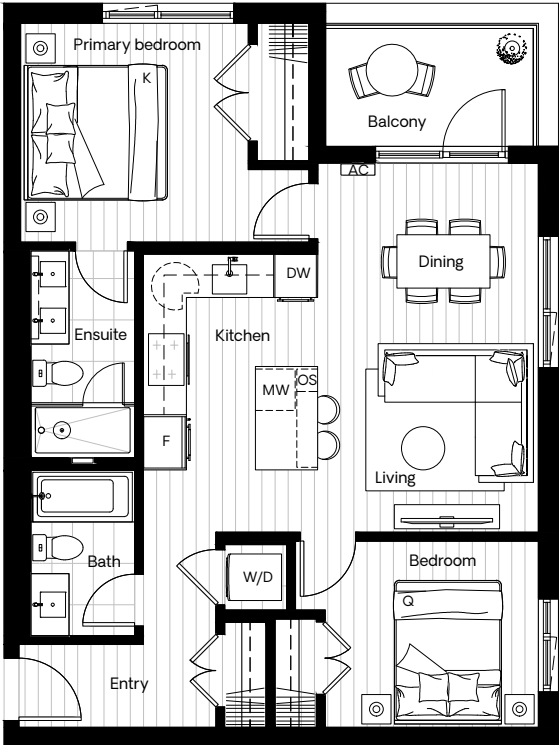 Primary bedroom
K
Balcony
AC
Dining
DW
Ensuite
Kitchen
OS
MW
F
Living
Bath
W/D
Bedroom
Q
Entry